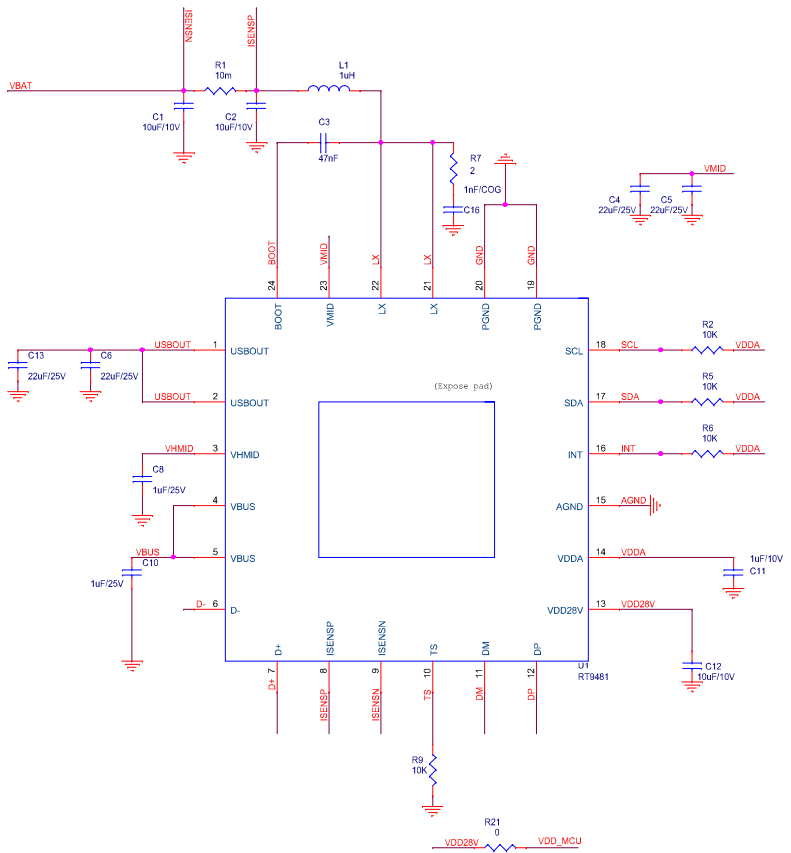 ISENSN
ISENSP
VBAT
R1
10m
L1
1uH
C1
10uF/10V
C2
10uF/10V
C3
47nF
R7
2
1nF/COG
C16
VMID
C4
22uF/25V
C5
22uF/25V
BOOT
VMID
LX
LX
GND
GND
24
23
22
21
20
19
BOOT
VMID
LX
LX
PGND
PGND
USBOUT 1 USBOUT
C13
22uF/25V
C6
22uF/25V
USBOUT 2 USBOUT
VHMID 3 VHMID
C8
1uF/25V
4 VBUS
VBUS 5 VBUS
C10
1uF/25V
D- 6 D-
(Expose pad)
SCL 18 SCL
R2
10K
VDDA
SDA 17 SDA
R5
10K
VDDA
INT 16 INT
R6
10K
VDDA
AGND 15 AGND
VDDA 14 VDDA
1uF/10V
C11
VDD28V 13 VDD28V
C12
10uF/10V
D+
ISENSP
ISENSN
TS
DM
DP
U1
RT9481
7
8
9
10
11
12
D+
ISENSP
ISENSN
TS
DM
DP
R9
10K
R21
0
VDD28V
VDD_MCU